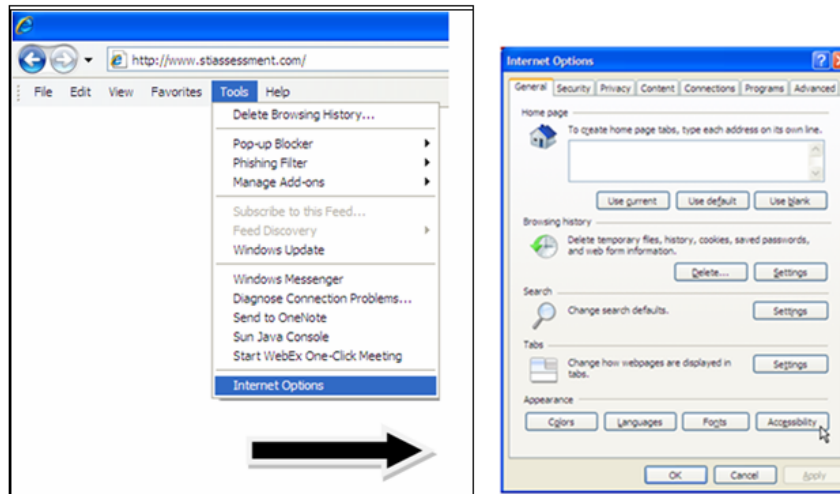 http://www.stiassessment.com/
File Edit View Favorites Tools Help
Delete Browsing History...
Pop-up Blocker
Phishing Filter
Manage Add-ons
Subscribe to this Feed...
Feed Discovery
Windows Update
Windows Messenger
Diagnose Connection Problems...
Send to OneNote
Sun Java Console
Start WebEx One-Click Meeting
Internet Options
Internet Options
General Security Privacy Content Connections Programs Advanced
Home page
To create home page tabs, type each address on its own line.
Use current Use default Use blank
Browsing history
Delete temporary files, history, cookies, saved passwords,
and web form information.
Delete... Settings
Search
Change search defaults. Settings
Tabs
Change how webpages are displayed in
tabs. Settings
Appearance
Colors Languages Fonts Accessibility
OK Cancel Apply